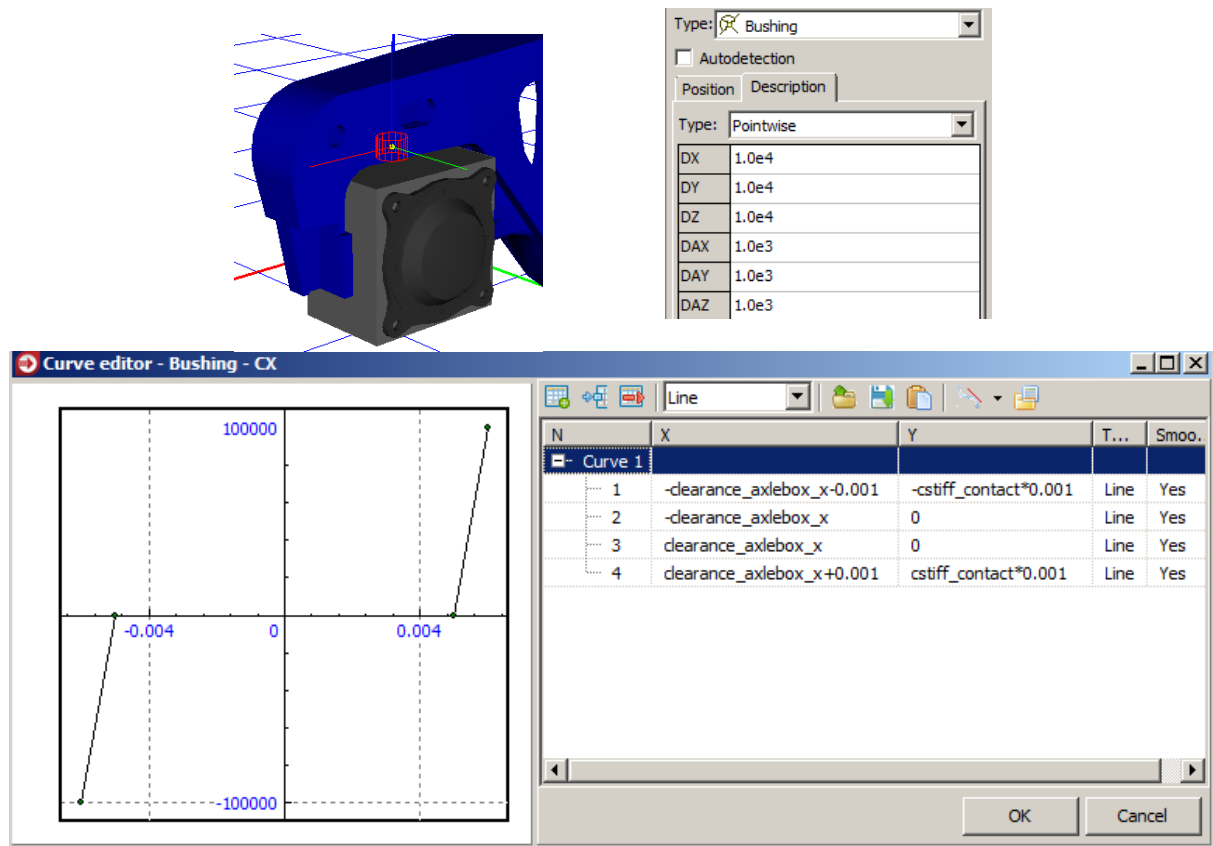 Type: Bushing
Autodetection
Position Description
Type: Pointwise
DX 1.0e4
DY 1.0e4
DZ 1.0e4
DAX 1.0e3
DAY 1.0e3
DAZ 1.0e3
Curve editor - Bushing - CX
Line
N X Y T... Smoo..
Curve 1
1 -clearance_axlebox_x-0.001 -cstiff_contact*0.001 Line Yes
2 -clearance_axlebox_x 0 Line Yes
3 clearance_axlebox_x 0 Line Yes
4 clearance_axlebox_x+0.001 cstiff_contact*0.001 Line Yes
100000
-0.004 0 0.004
-100000
OK Cancel